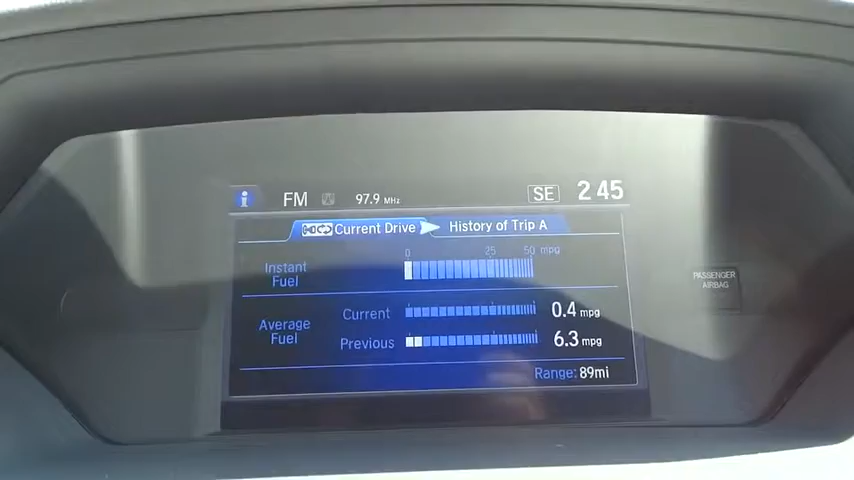 i FM 97.9 MHz SE 2 45
Current Drive History of Trip A
0 25 50 mpg
Instant
Fuel
Current 0.4 mpg
Average
Fuel
Previous 6.3 mpg
Range: 89mi
PASSENGER
AIRBAG